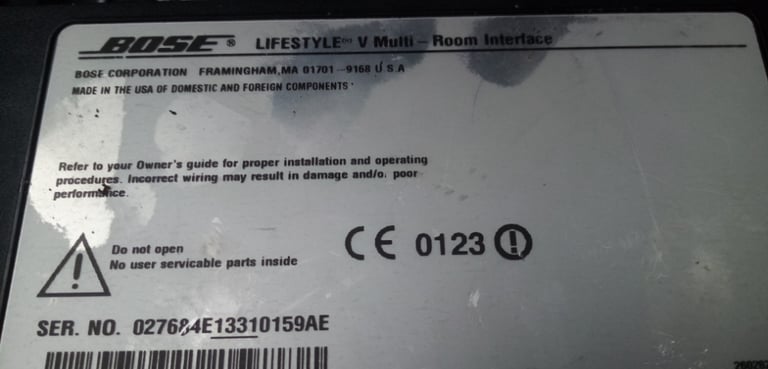 BOSE ® LIFESTYLE™ V Multi – Room Interface
BOSE CORPORATION FRAMINGHAM,MA 01701 –9168 U S.A
MADE IN THE USA OF DOMESTIC AND FOREIGN COMPONENTS
Refer to your Owner's guide for proper installation and operating
procedures. Incorrect wiring may result in damage and/o. poor
performance.
Do not open
No user servicable parts inside
CE 0123
SER. NO. 027684E13310159AE